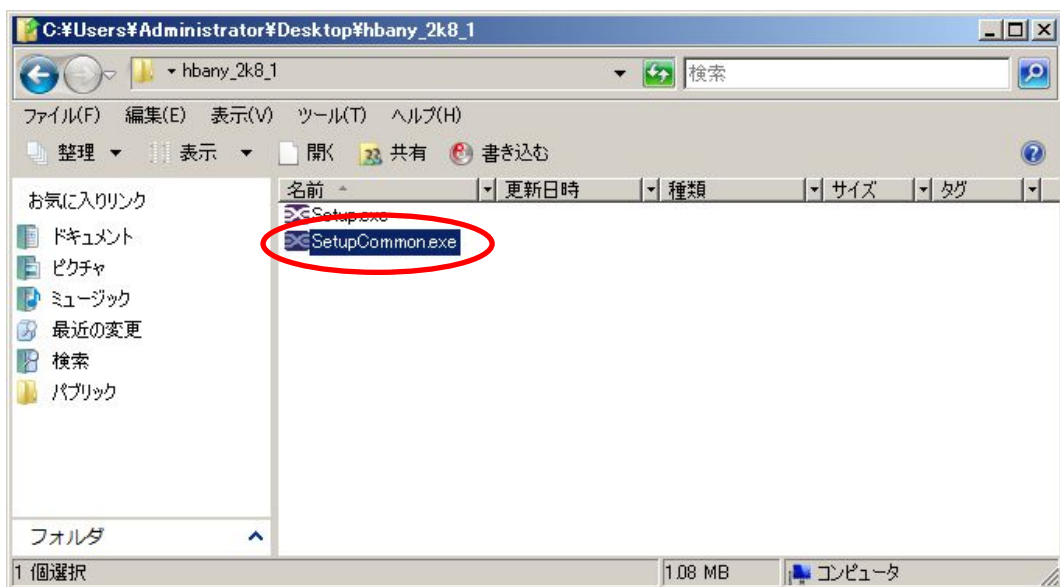 C:¥Users¥Administrator¥Desktop¥hbany_2k8_1
hbany_2k8_1
検索
ファイル(F) 編集(E) 表示(V) ツール(T) ヘルプ(H)
整理 表示 開く 共有 書き込む
お気に入りリンク
ドキュメント
ピクチャ
ミュージック
最近の変更
検索
パブリック
フォルダ
名前 更新日時 種類 サイズ タグ
Setup.exe
SetupCommon.exe
1 個選択 1.08 MB コンピュータ